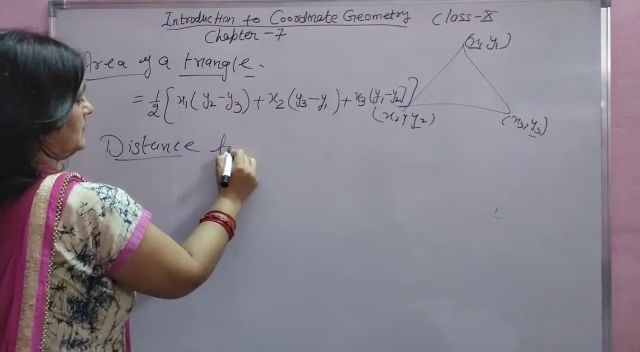 Introduction to Coordinate Geometry Class-X
Chapter-7
Area of a triangle.
= 1/2 [x₁(y₂-y₃)+x₂(y₃-y₁)+x₃(y₁-y₂)]
(x₁,y₁)
(x₂,y₂)
(x₃,y₃)
Distance